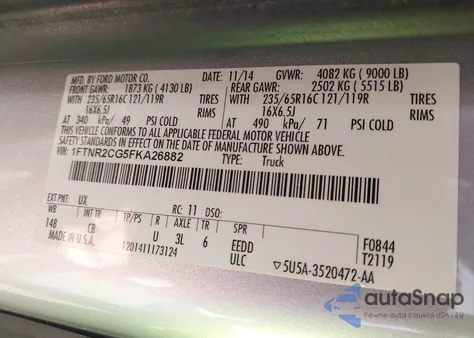 MFD. BY FORD MOTOR CO.
DATE: 11/14 GVWR: 4082 KG ( 9000 LB)
FRONT GAWR: 1873 KG ( 4130 LB) REAR GAWR: 2502 KG ( 5515 LB)
WITH 235/65R16C 121/119R TIRES WITH 235/65R16C 121/119R TIRES
16X6.5J RIMS 16X6.5J RIMS
AT 340 kPa/ 49 PSI COLD AT 490 kPa/ 71 PSI COLD
THIS VEHICLE CONFORMS TO ALL APPLICABLE FEDERAL MOTOR VEHICLE
SAFETY STANDARDS IN EFFECT ON THE DATE OF MANUFACTURE SHOWN ABOVE.
VIN: 1FTNR2CG5FKA26882
TYPE: Truck
EXT PNT: UX RC: 11 DSO:
WB INT TR TP/PS R AXLE TR SPR
148 CB U 3L 6 EEDD F0844
MADE IN U.S.A. 1201411173124 ULC T2119
▽5U5A-3520472-AA
autoSnap
Pewne auto z USA i EU